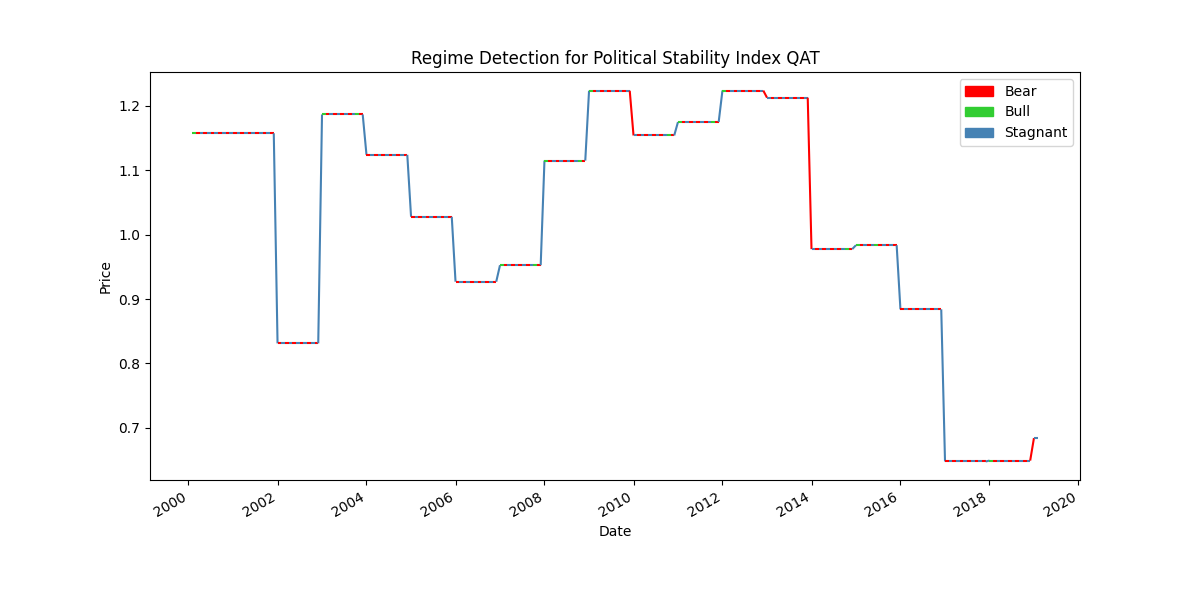 Regime Detection for Political Stability Index QAT
Bear
Bull
Stagnant
Price
1.2
1.1
1.0
0.9
0.8
0.7
2000 2002 2004 2006 2008 2010 2012 2014 2016 2018 2020
Date